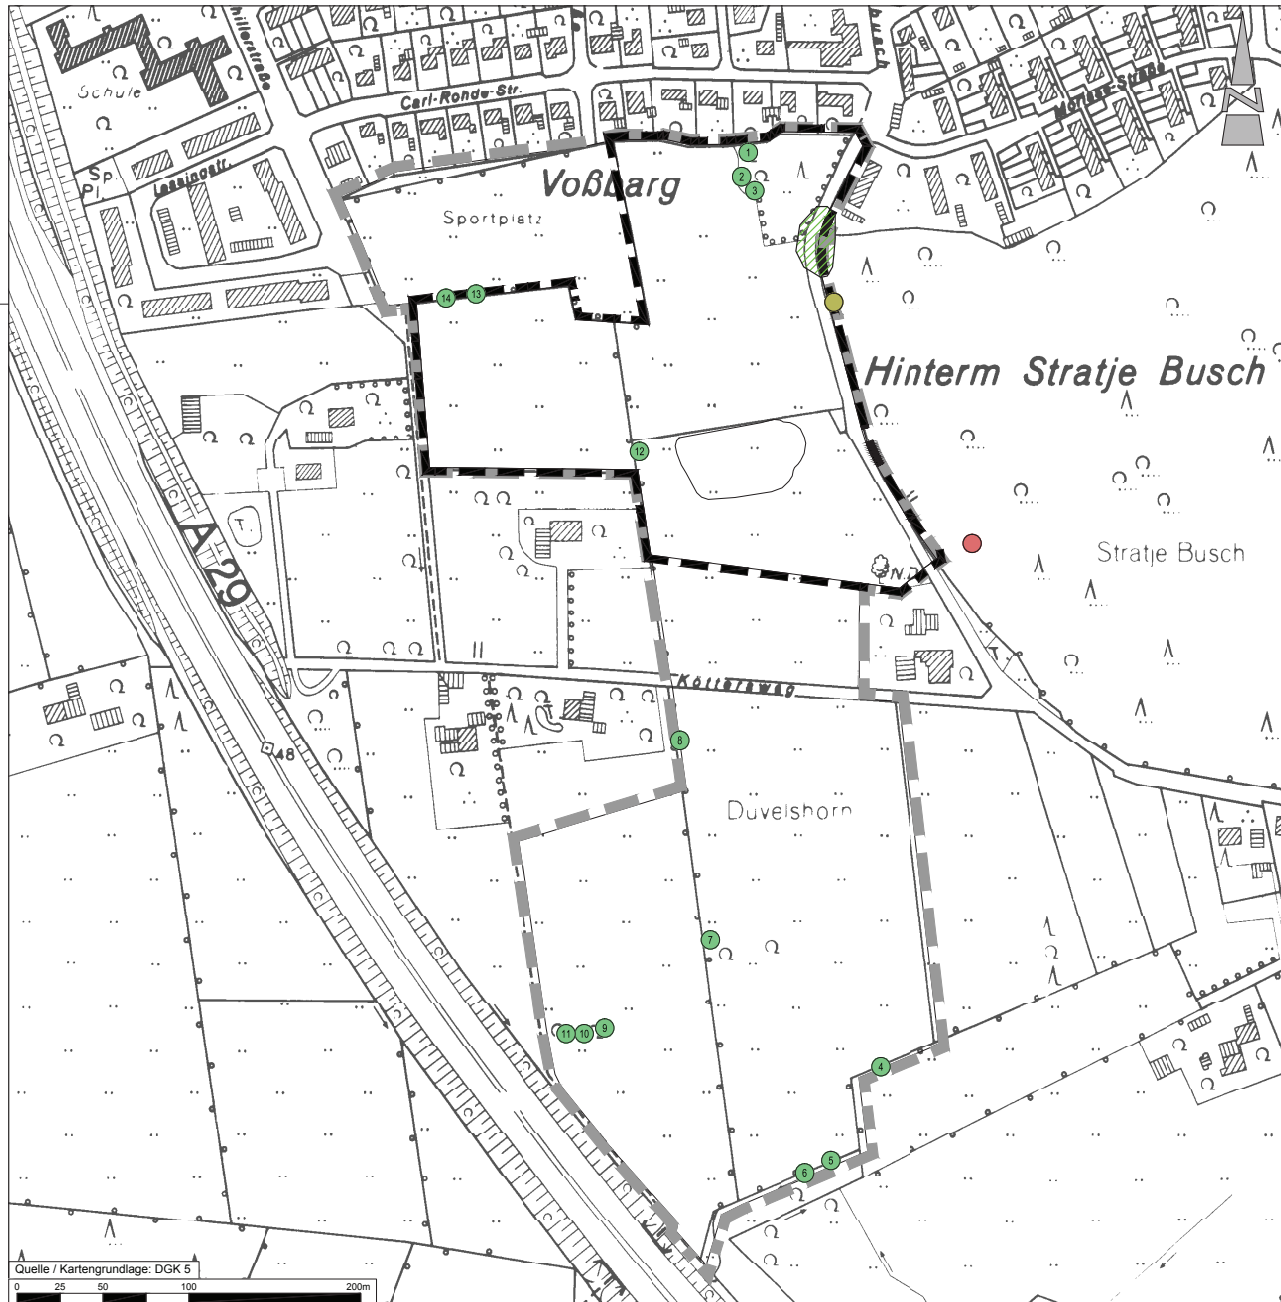 Schule
Schillerstraße
Carl-Ronde-Str.
Sp.
Pl.
Lessingstr.
Voßbarg
Sportplatz
Hinterm Stratje Busch
Stratje Busch
A 29
T.
N.D.
T.
Köttersweg
48
Düvelshorn
1
2
3
14
13
12
8
7
11
10
9
4
5
6
Quelle / Kartengrundlage: DGK 5
0 25 50 100 200m